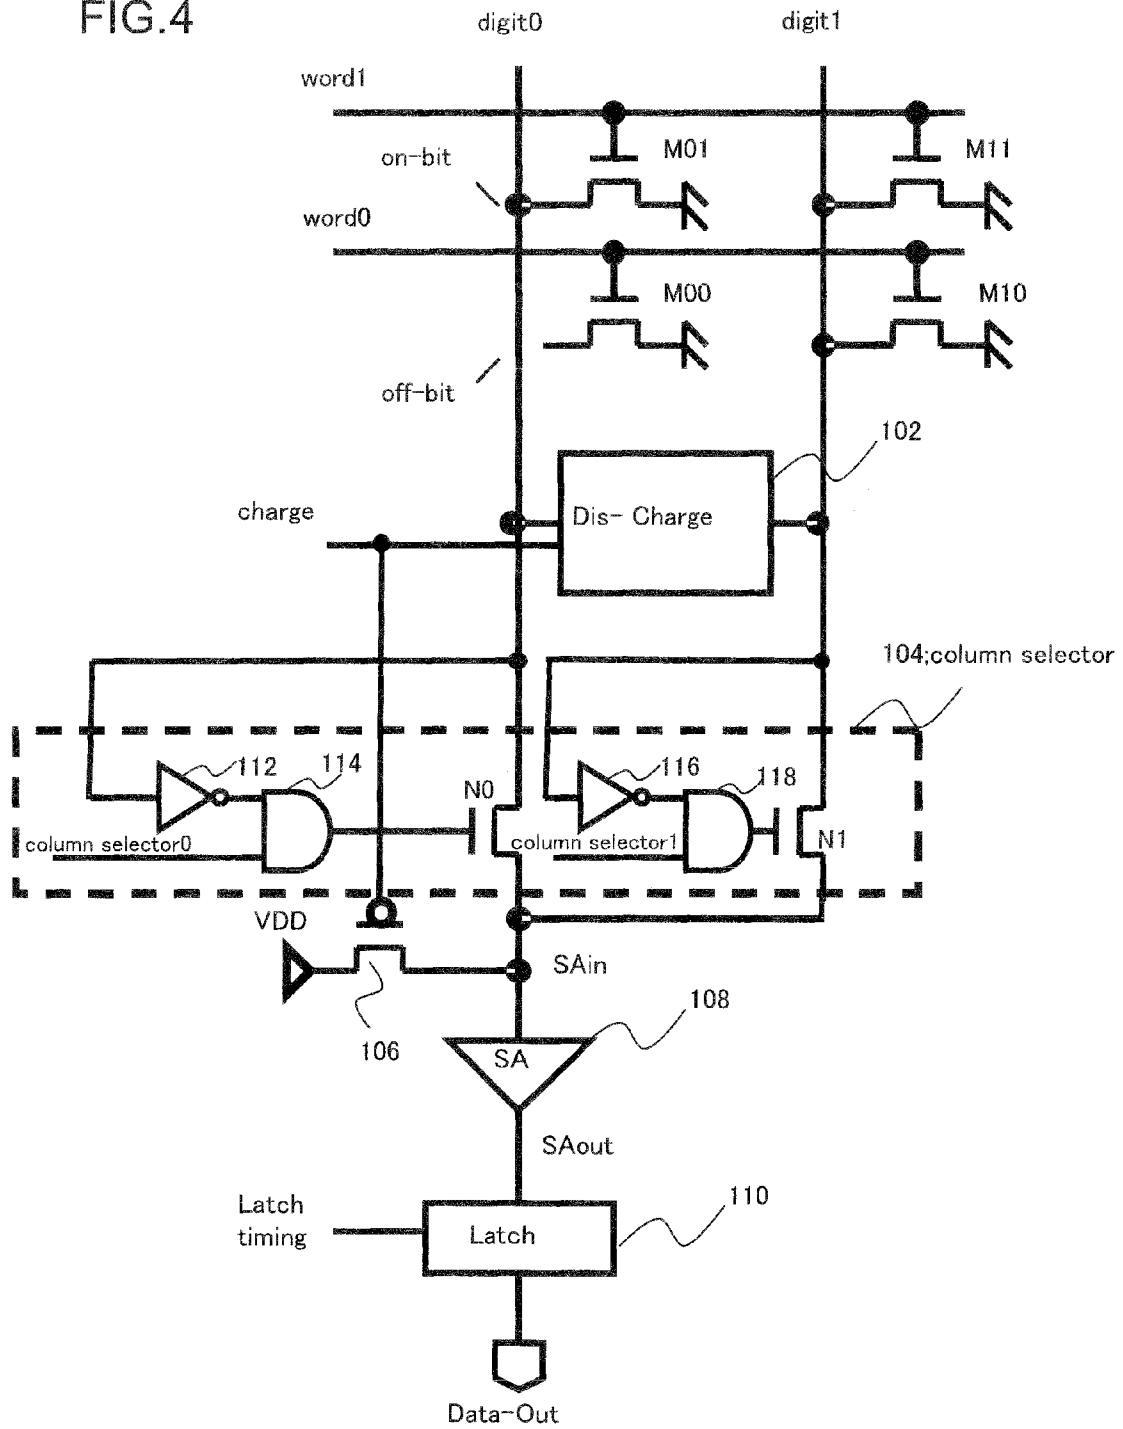 FIG.4
digit0
digit1
word1
on-bit
M01
M11
word0
M00
M10
off-bit
102
charge
Dis- Charge
104;column selector
112
114
N0
116
118
column selector0
column selector1
N1
VDD
SAin
106
108
SA
SAout
Latch
timing
Latch
110
Data-Out